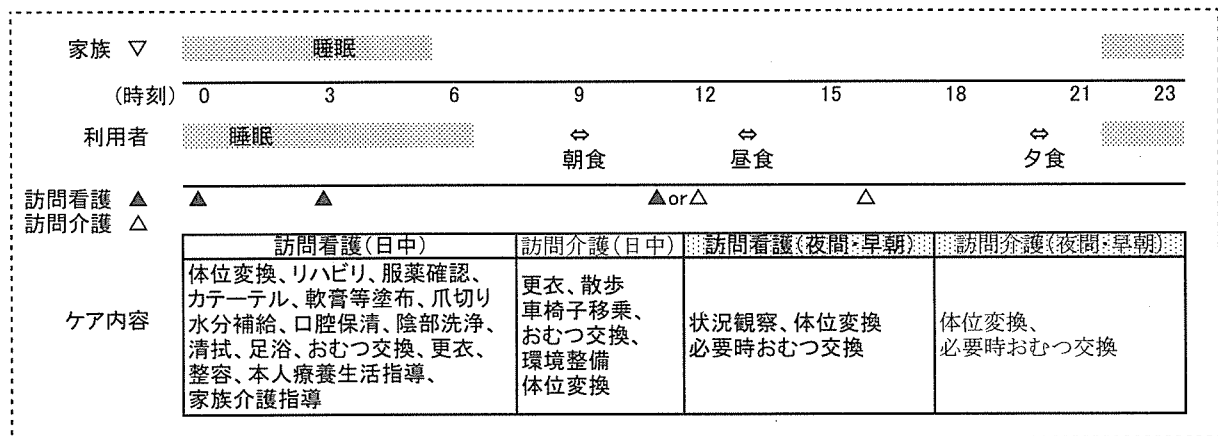 家族 ▽
睡眠
(時刻) 0 3 6 9 12 15 18 21 23
利用者
睡眠
⇔ ⇔ ⇔
朝食 昼食 夕食
訪問看護 ▲ ▲ ▲ ▲or△ △
訪問介護 △
訪問看護(日中) 訪問介護(日中) 訪問看護(夜間・早朝) 訪問介護(夜間・早朝)
ケア内容
体位変換、リハビリ、服薬確認、
カテーテル、軟膏等塗布、爪切り
水分補給、口腔保清、陰部洗浄、
清拭、足浴、おむつ交換、更衣、
整容、本人療養生活指導、
家族介護指導
更衣、散歩
車椅子移乗、
おむつ交換、
環境整備
体位変換
状況観察、体位変換
必要時おむつ交換
体位変換、
必要時おむつ交換